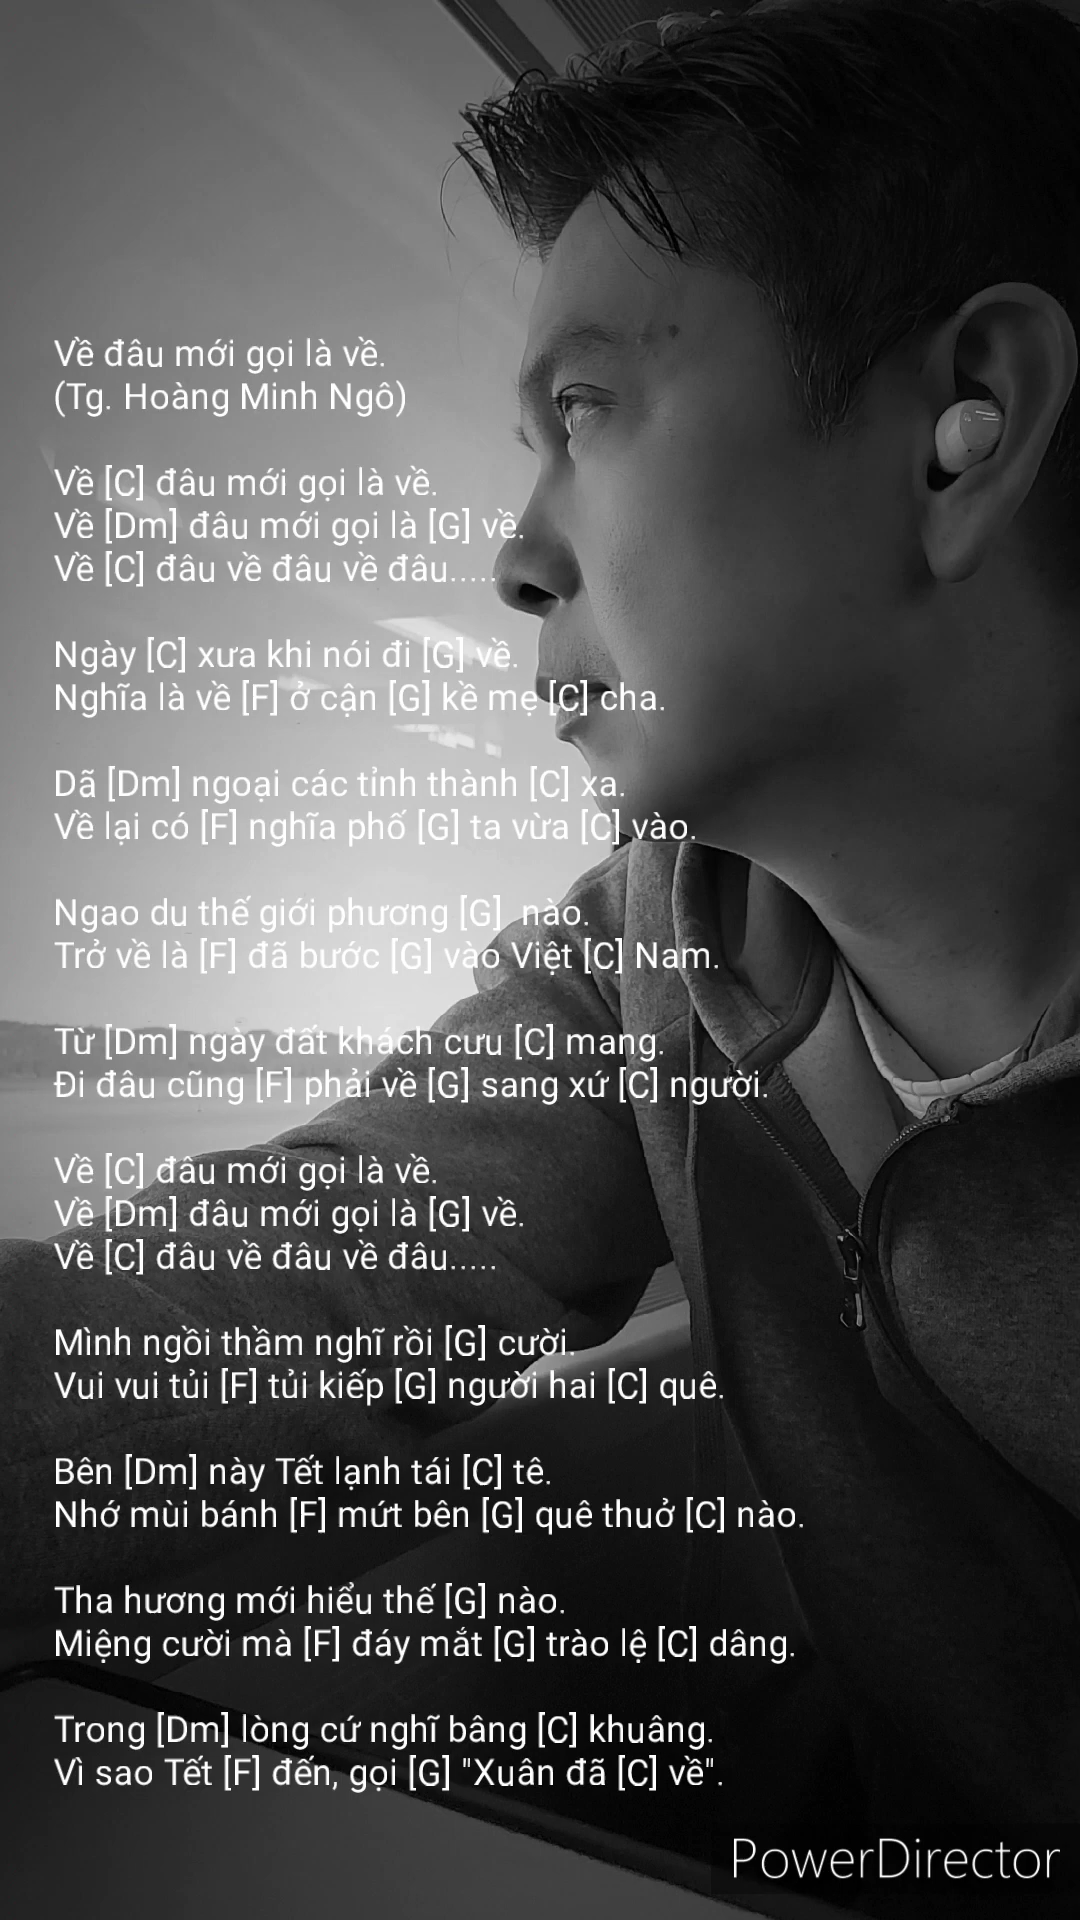 Về đâu mới gọi là về.
(Tg. Hoàng Minh Ngô)
Về [C] đâu mới gọi là về.
Về [Dm] đâu mới gọi là [G] về.
Về [C] đâu về đâu về đâu.....
Ngày [C] xưa khi nói đi [G] về.
Nghĩa là về [F] ở cận [G] kề mẹ [C] cha.
Dã [Dm] ngoại các tỉnh thành [C] xa.
Về lại có [F] nghĩa phố [G] ta vừa [C] vào.
Ngao du thế giới phương [G]  nào.
Trở về là [F] đã bước [G] vào Việt [C] Nam.
Từ [Dm] ngày đất khách cưu [C] mang.
Đi đâu cũng [F] phải về [G] sang xứ [C] người.
Về [C] đâu mới gọi là về.
Về [Dm] đâu mới gọi là [G] về.
Về [C] đâu về đâu về đâu.....
Mình ngồi thầm nghĩ rồi [G] cười.
Vui vui tủi [F] tủi kiếp [G] người hai [C] quê.
Bên [Dm] này Tết lạnh tái [C] tê.
Nhớ mùi bánh [F] mứt bên [G] quê thuở [C] nào.
Tha hương mới hiểu thế [G] nào.
Miệng cười mà [F] đáy mắt [G] trào lệ [C] dâng.
Trong [Dm] lòng cứ nghĩ bâng [C] khuâng.
Vì sao Tết [F] đến, gọi [G] "Xuân đã [C] về".
PowerDirector